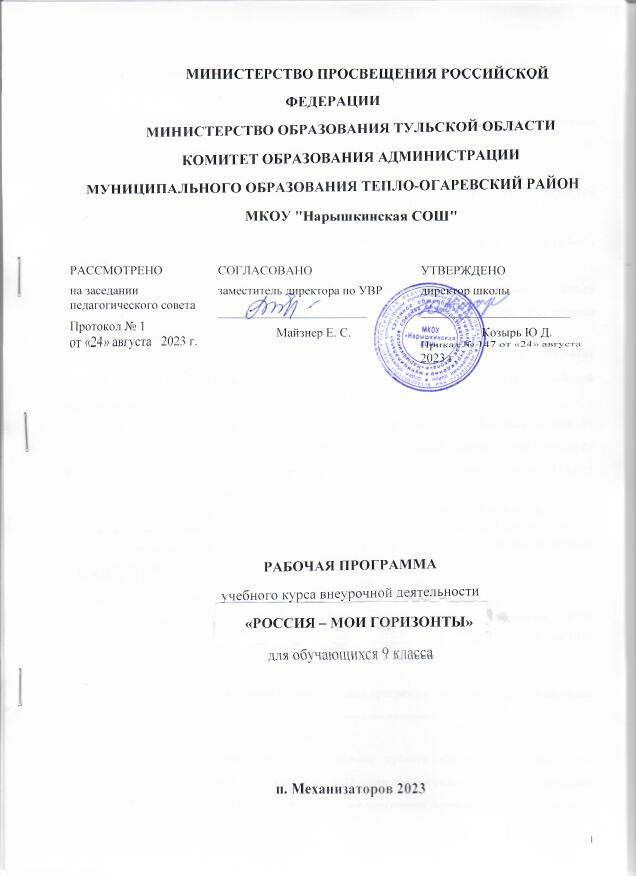 МИНИСТЕРСТВО ПРОСВЕЩЕНИЯ РОССИЙСКОЙ
ФЕДЕРАЦИИ
МИНИСТЕРСТВО ОБРАЗОВАНИЯ ТУЛЬСКОЙ ОБЛАСТИ
КОМИТЕТ ОБРАЗОВАНИЯ АДМИНИСТРАЦИИ
МУНИЦИПАЛЬНОГО ОБРАЗОВАНИЯ ТЕПЛО-ОГАРЕВСКИЙ РАЙОН
МКОУ "Нарышкинская СОШ"
РАССМОТРЕНО
на заседании
педагогического совета
Протокол № 1
от «24» августа 2023 г.
СОГЛАСОВАНО
заместитель директора по УВР
Майзнер Е. С.
УТВЕРЖДЕНО
директор школы
Козырь Ю Д.
Приказ № 147 от «24» августа
2023 г.
МКОУ
«Нарышкинская
РАБОЧАЯ ПРОГРАММА
учебного курса внеурочной деятельности
«РОССИЯ – МОИ ГОРИЗОНТЫ»
для обучающихся 9 класса
п. Механизаторов 2023
1